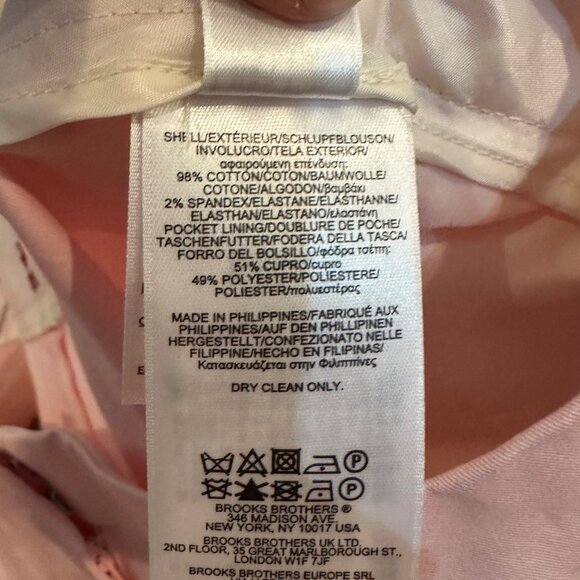 SHELL/EXTÉRIEUR/SCHLUPFBLOUSON/
INVOLUCRO/TELA EXTERIOR/
αφαιρούμενη επένδυση:
98% COTTON/COTON/BAUMWOLLE/
COTONE/ALGODON/βαμβάκι
2% SPANDEX/ELASTANE/ELASTHANNE/
ELASTHAN/ELASTANO/ελαστάνη
POCKET LINING/DOUBLURE DE POCHE/
TASCHENFUTTER/FODERA DELLA TASCA/
FORRO DEL BOLSILLO/φόδρα τσέπη:
51% CUPRO/cupro
49% POLYESTER/POLIESTERE/
POLIESTER/πολυεστέρας
MADE IN PHILIPPINES/FABRIQUÉ AUX
PHILIPPINES/AUF DEN PHILLIPINEN
HERGESTELLT/CONFEZIONATO NELLE
FILIPPINE/HECHO EN FILIPINAS/
Κατασκευάζεται στην Φιλιππίνες
DRY CLEAN ONLY.
P
P
BROOKS BROTHERS ®
346 MADISON AVE.
NEW YORK, NY 10017 USA
BROOKS BROTHERS UK LTD.
2ND FLOOR, 35 GREAT MARLBOROUGH ST.,
LONDON W1F 7JF
BROOKS BROTHERS EUROPE SRL